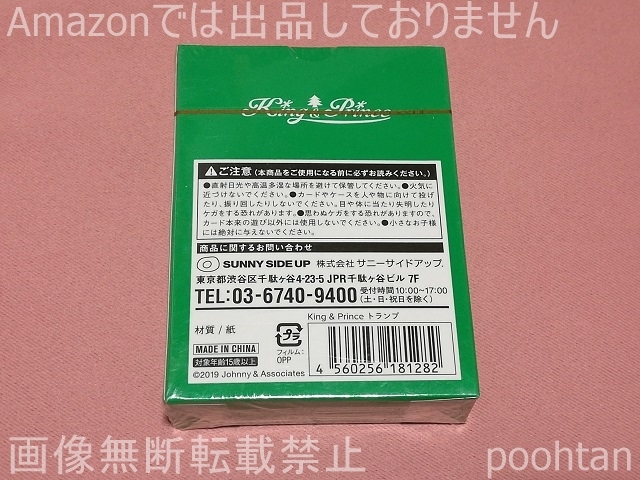 Amazonでは出品しておりません
King & Prince
ご注意(本商品をご使用になる前に必ずお読みください。)
●直射日光や高温多湿な場所を避けて保管してください。●火気に
近づけないでください。●カードやケースを人や物に向けて投げ
たり、振り回したりしないでください。目や体に当たり失明したり
ケガをする恐れがあります。●思わぬケガをする恐れがありますので、
カード本来の遊び以外には使用しないでください。●小さなお子様
には絶対に与えないでください。
商品に関するお問い合わせ
SUNNY SIDE UP 株式会社 サニーサイドアップ
東京都渋谷区千駄ヶ谷4-23-5 JPR千駄ヶ谷ビル 7F
TEL:03-6740-9400 受付時間 10:00~17:00
(土・日・祝日を除く)
King & Prince トランプ
材質/紙
MADE IN CHINA
対象年齢15歳以上
プラ
フィルム:
OPP
4 560256 181282
©2019 Johnny & Associates
画像無断転載禁止
poohtan